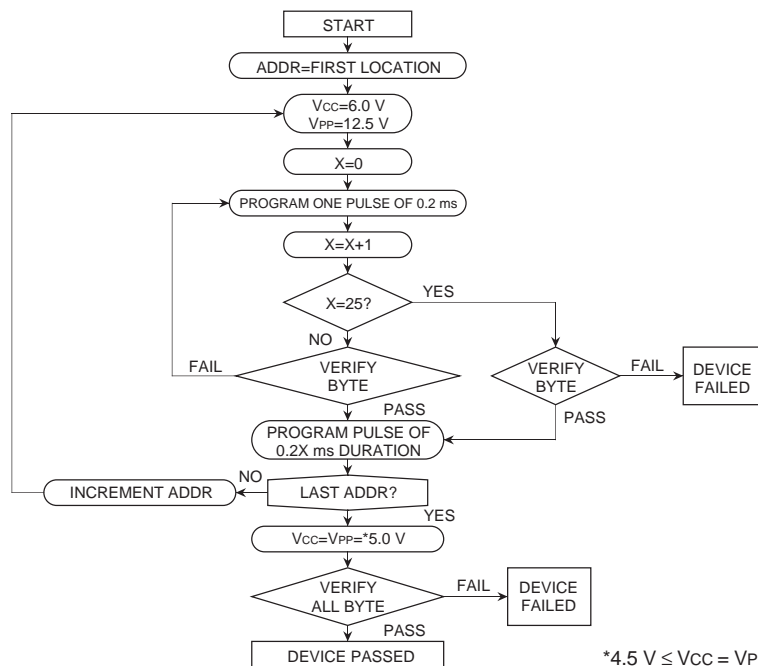 START
ADDR=FIRST LOCATION
VCC=6.0 V
VPP=12.5 V
X=0
PROGRAM ONE PULSE OF 0.2 ms
X=X+1
X=25?
YES
NO
VERIFY
BYTE
FAIL
PASS
VERIFY
BYTE
FAIL
PASS
DEVICE
FAILED
PROGRAM PULSE OF
0.2X ms DURATION
LAST ADDR?
NO
INCREMENT ADDR
YES
VCC=VPP=*5.0 V
VERIFY
ALL BYTE
FAIL
DEVICE
FAILED
PASS
DEVICE PASSED
*4.5 V ≤ VCC = VP